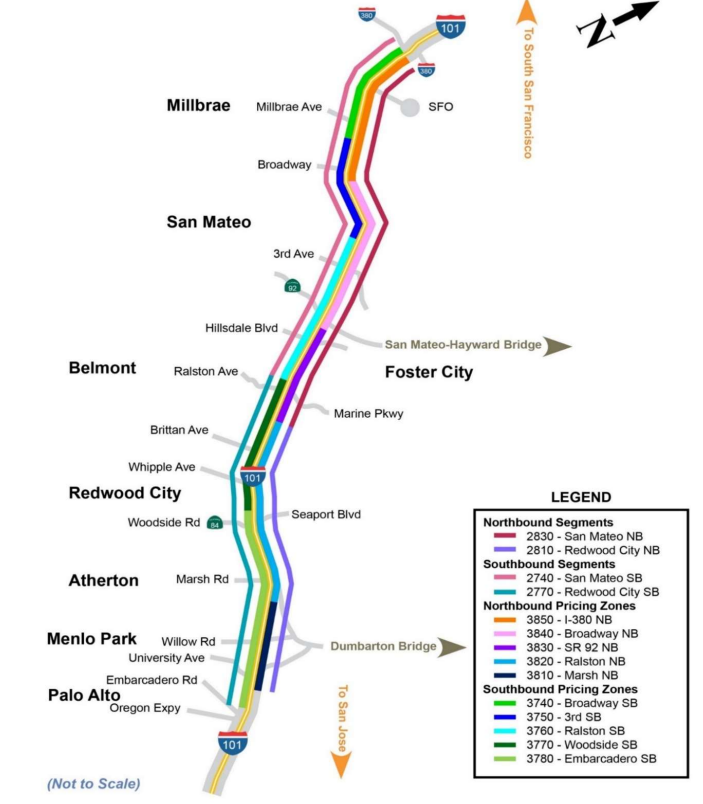 380
101
N
380
To South San Francisco
Millbrae
Millbrae Ave
SFO
Broadway
San Mateo
3rd Ave
92
Hillsdale Blvd
San Mateo-Hayward Bridge
Belmont
Ralston Ave
Foster City
Marine Pkwy
Brittan Ave
Whipple Ave
101
Redwood City
Woodside Rd
84
Seaport Blvd
Atherton
Marsh Rd
Menlo Park
Willow Rd
Dumbarton Bridge
University Ave
Embarcadero Rd
Palo Alto
Oregon Expy
To San Jose
101
(Not to Scale)
LEGEND
Northbound Segments
2830 - San Mateo NB
2810 - Redwood City NB
Southbound Segments
2740 - San Mateo SB
2770 - Redwood City SB
Northbound Pricing Zones
3850 - I-380 NB
3840 - Broadway NB
3830 - SR 92 NB
3820 - Ralston NB
3810 - Marsh NB
Southbound Pricing Zones
3740 - Broadway SB
3750 - 3rd SB
3760 - Ralston SB
3770 - Woodside SB
3780 - Embarcadero SB